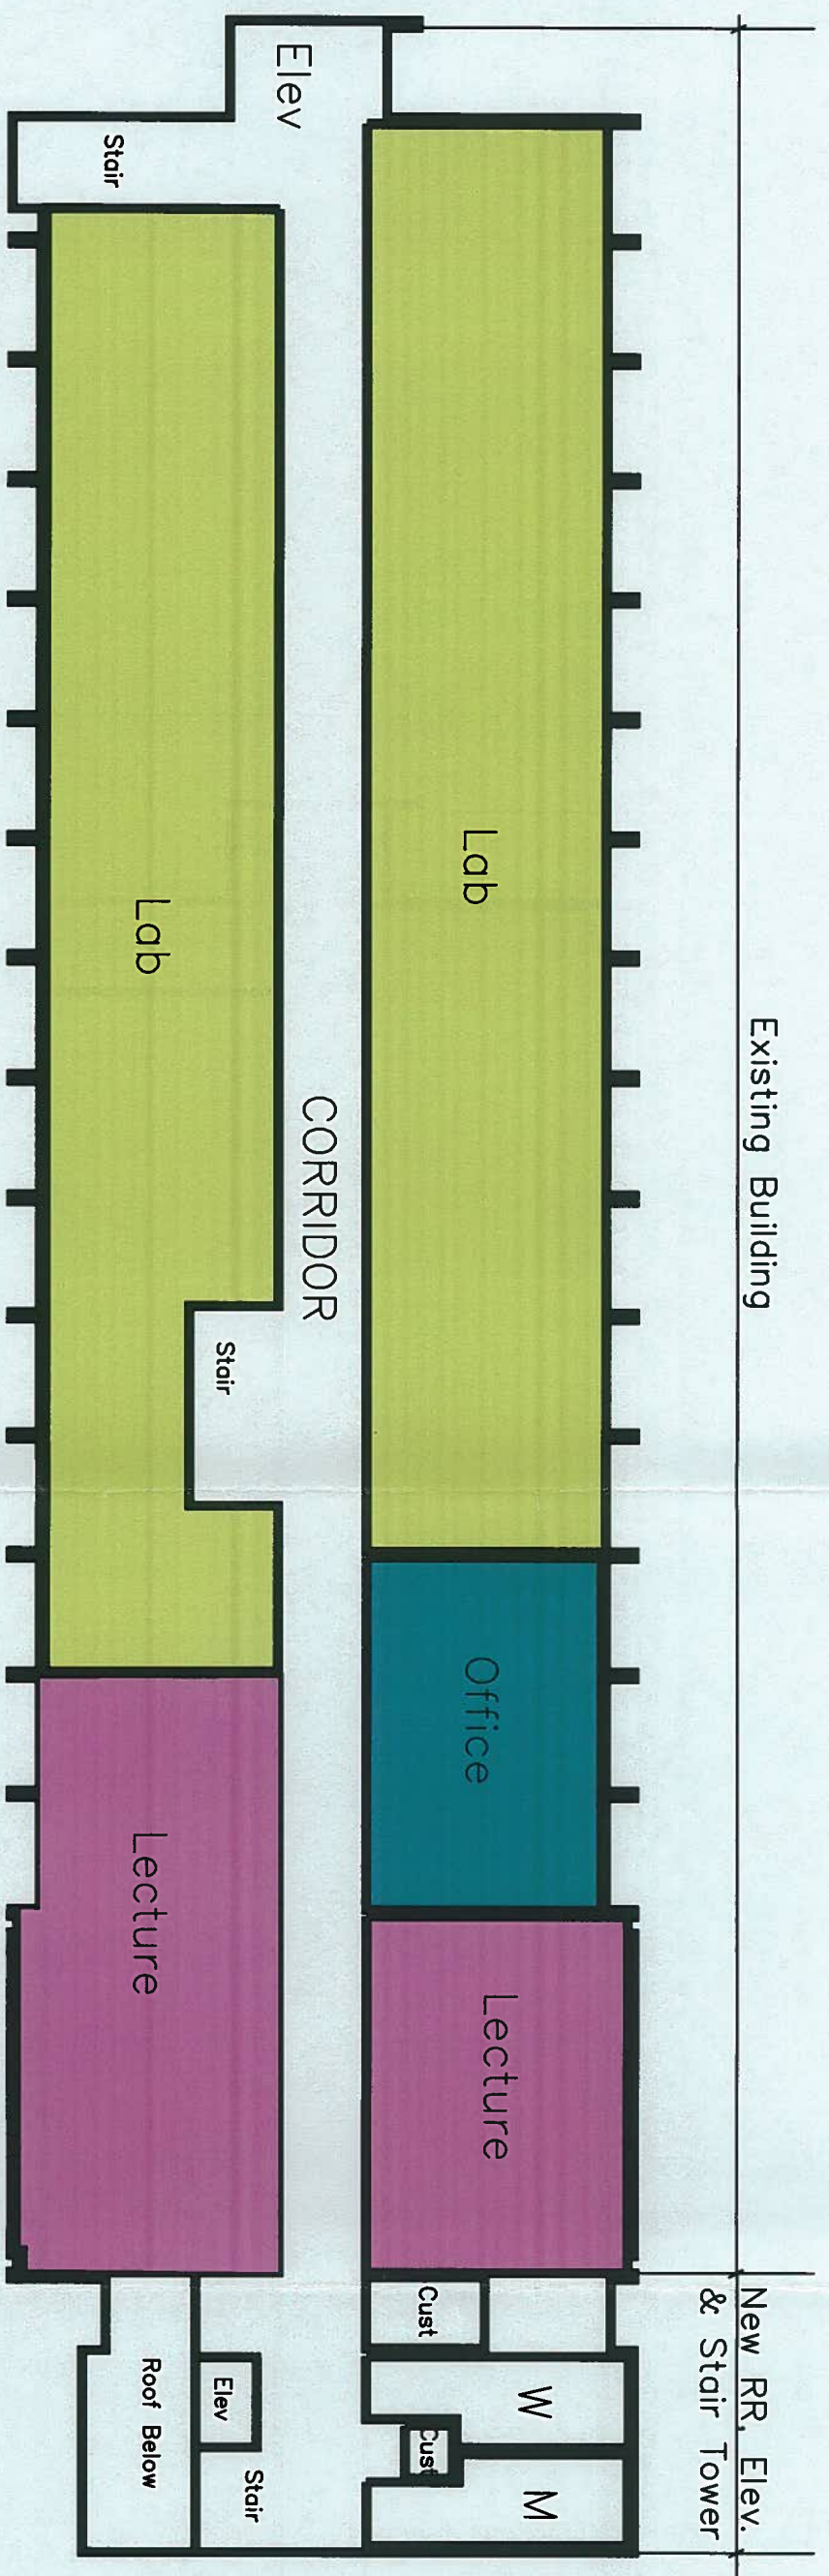 Existing Building
New RR, Elev.
& Stair Tower
Lab
Office
Lecture
Cust
W
Cust
M
Elev
CORRIDOR
Stair
Stair
Lab
Lecture
Elev
Stair
Roof Below